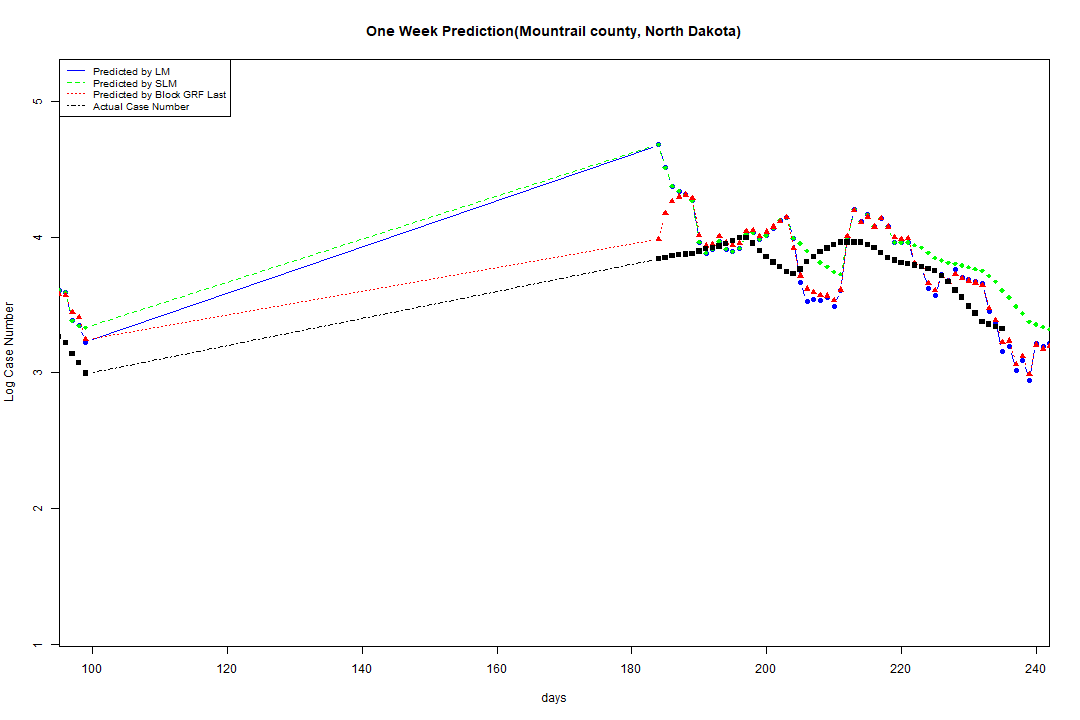 One Week Prediction(Mountrail county, North Dakota)
Predicted by LM
Predicted by SLM
Predicted by Block GRF Last
Actual Case Number
5
4
3
2
1
Log Case Number
100 120 140 160 180 200 220 240
days